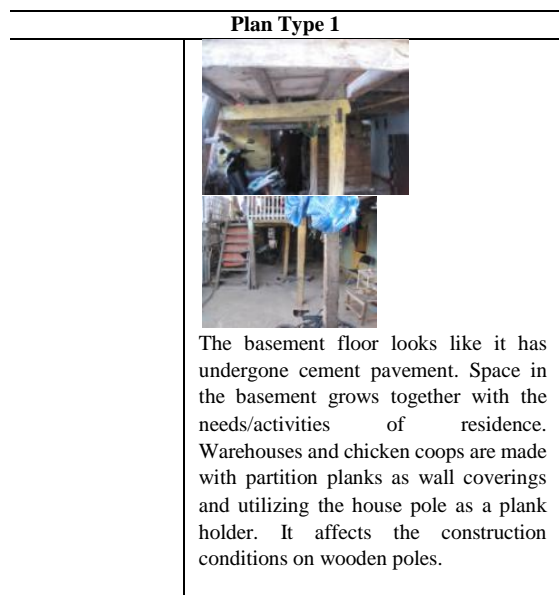 Plan Type 1
The basement floor looks like it has
undergone cement pavement. Space in
the basement grows together with the
needs/activities of residence.
Warehouses and chicken coops are made
with partition planks as wall coverings
and utilizing the house pole as a plank
holder. It affects the construction
conditions on wooden poles.